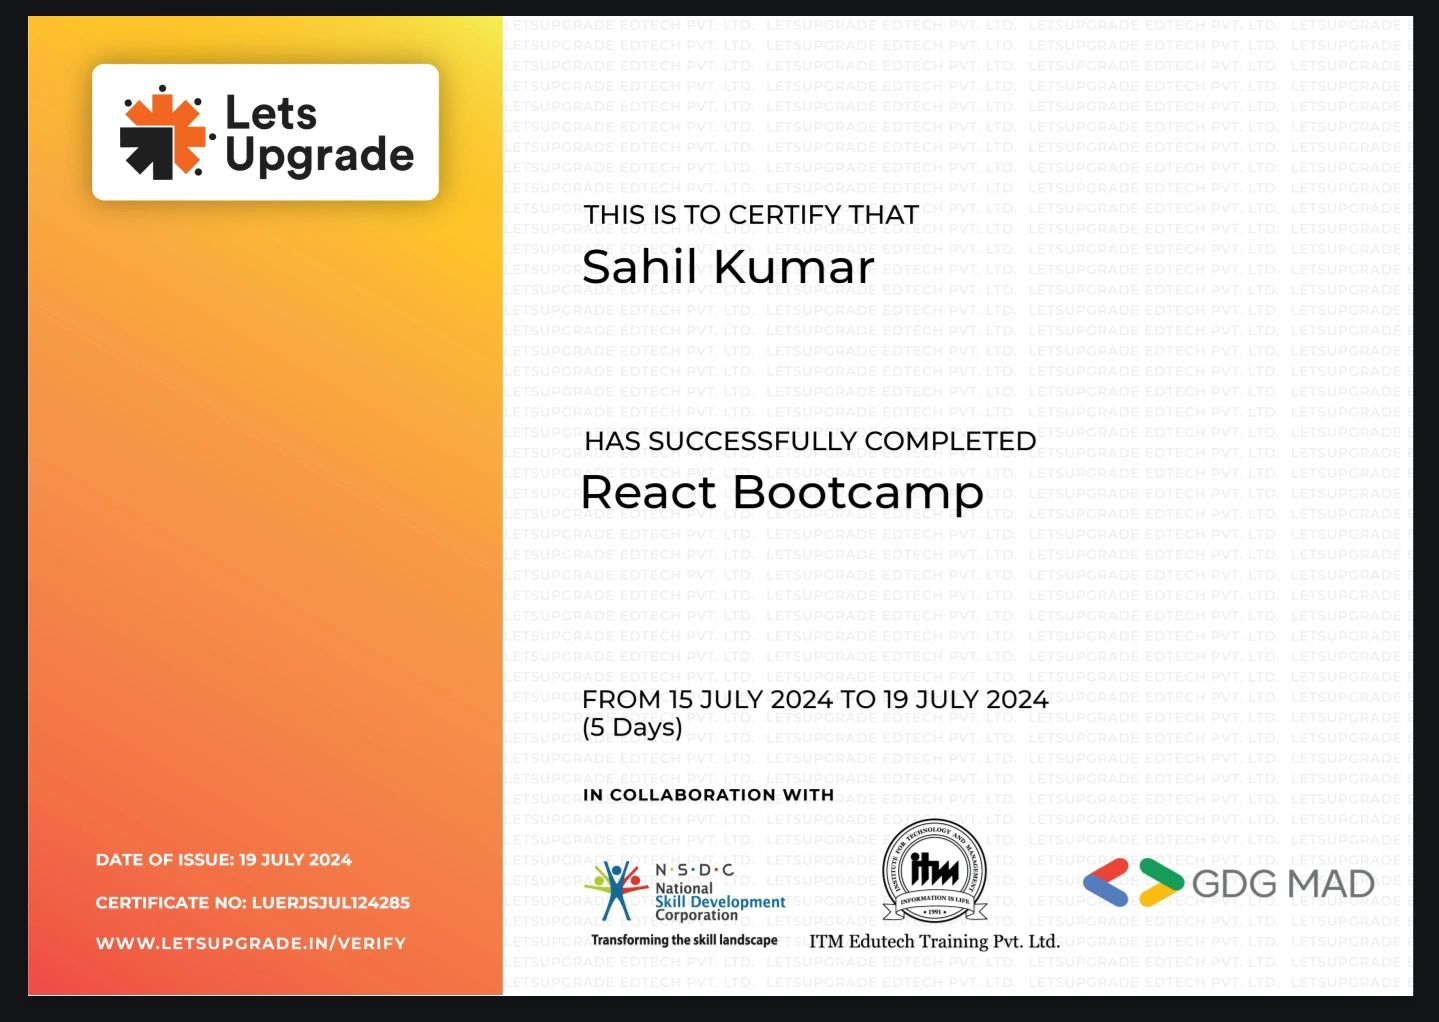 Lets
Upgrade
THIS IS TO CERTIFY THAT
Sahil Kumar
HAS SUCCESSFULLY COMPLETED
React Bootcamp
FROM 15 JULY 2024 TO 19 JULY 2024
(5 Days)
IN COLLABORATION WITH
N·S·D·C
National
Skill Development
Corporation
Transforming the skill landscape
INSTITUTE FOR TECHNOLOGY AND MANAGEMENT
itm
INFORMATION IS LIFE
• 1991 •
ITM Edutech Training Pvt. Ltd.
GDG MAD
DATE OF ISSUE: 19 JULY 2024
CERTIFICATE NO: LUERJSJUL124285
WWW.LETSUPGRADE.IN/VERIFY
LETSUPGRADE EDTECH PVT. LTD.